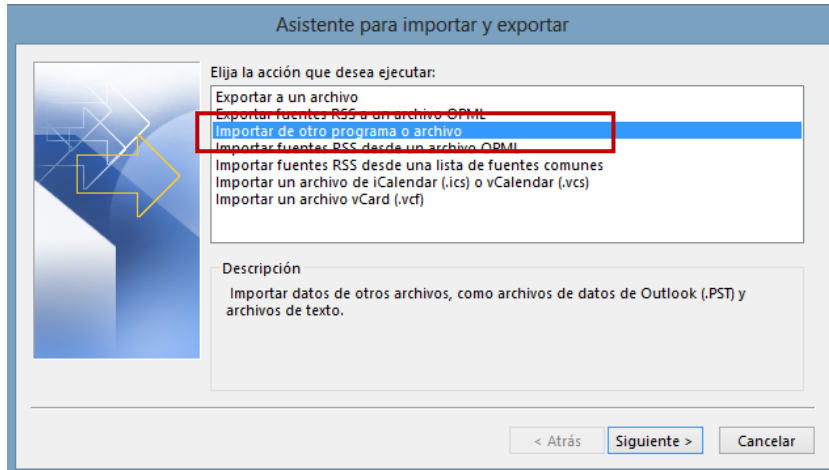 Asistente para importar y exportar
Elija la acción que desea ejecutar:
Exportar a un archivo
Exportar fuentes RSS a un archivo OPML
Importar de otro programa o archivo
Importar fuentes RSS desde un archivo OPML
Importar fuentes RSS desde una lista de fuentes comunes
Importar un archivo de iCalendar (.ics) o vCalendar (.vcs)
Importar un archivo vCard (.vcf)
Descripción
Importar datos de otros archivos, como archivos de datos de Outlook (.PST) y
archivos de texto.
< Atrás Siguiente > Cancelar